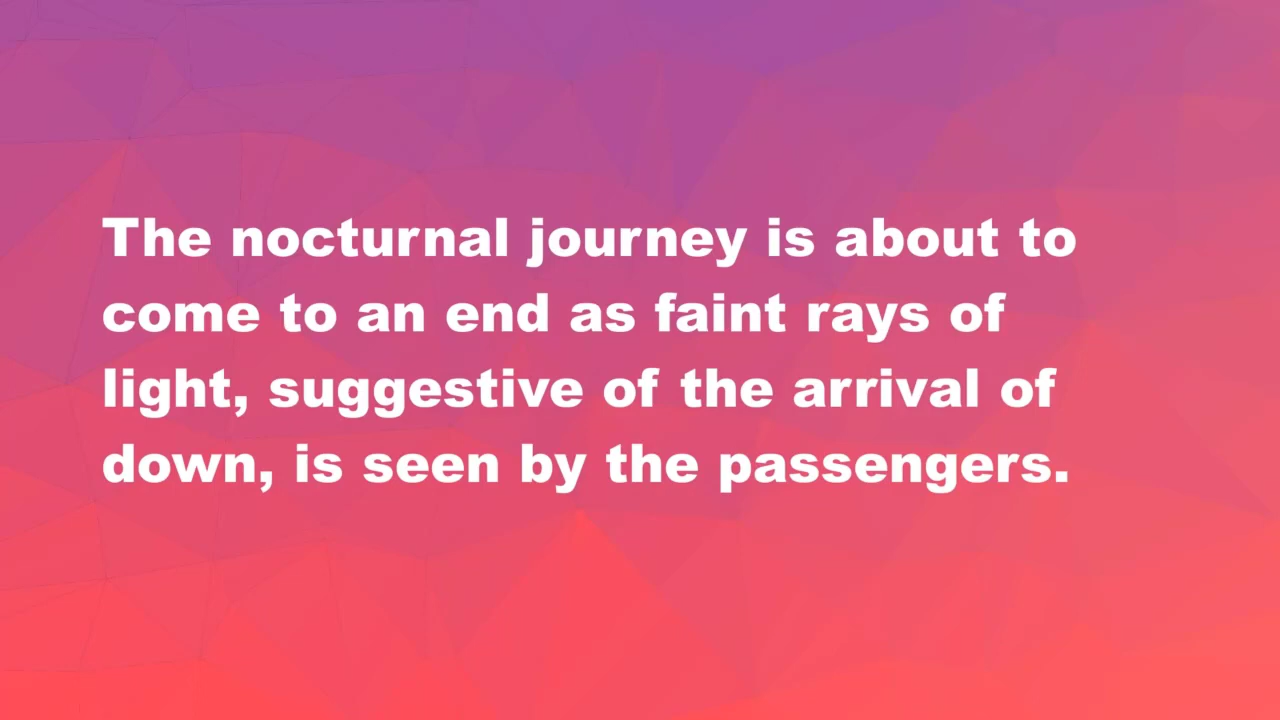 The nocturnal journey is about to
come to an end as faint rays of
light, suggestive of the arrival of
down, is seen by the passengers.